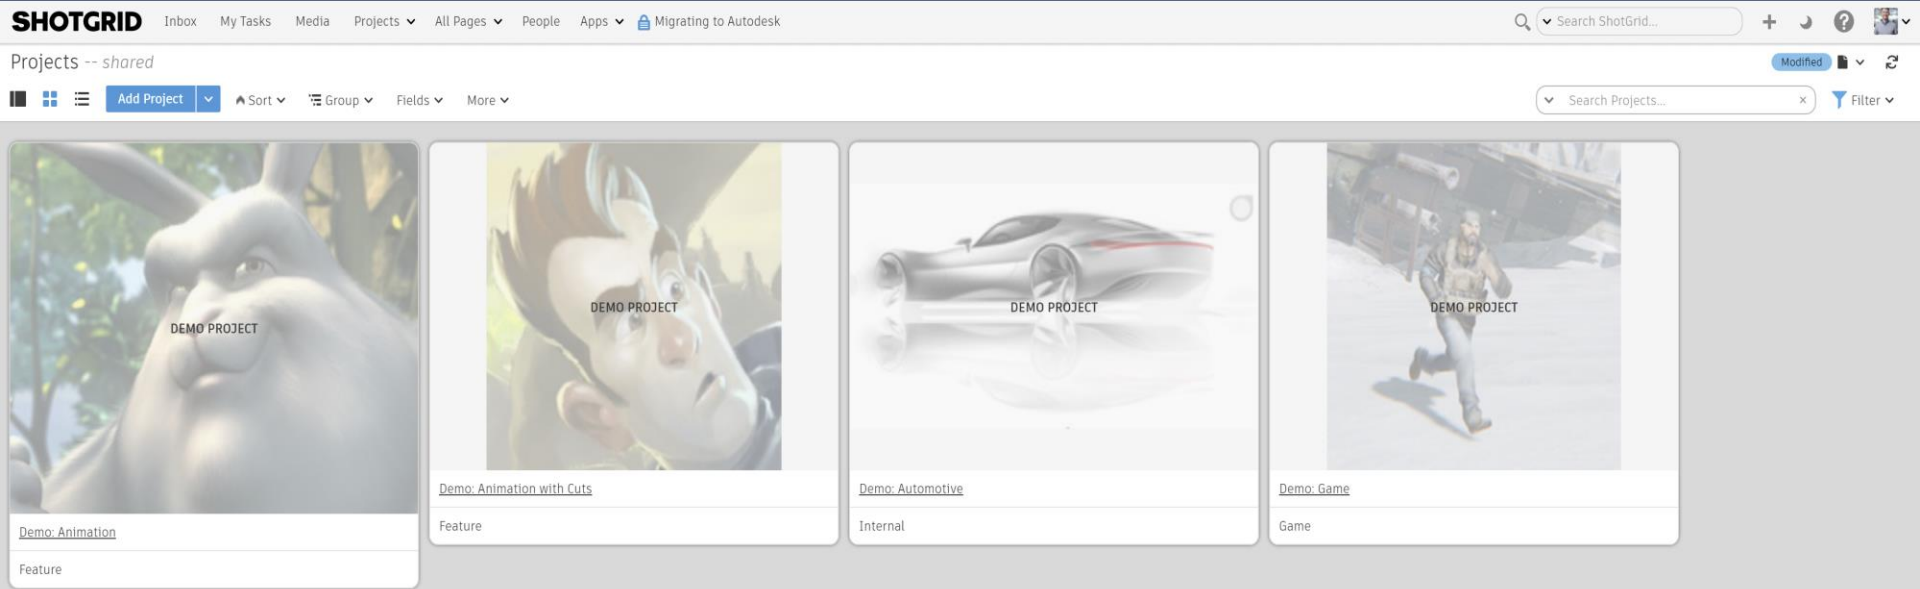 SHOTGRID Inbox My Tasks Media Projects All Pages People Apps Migrating to Autodesk Search ShotGrid...
Projects -- shared Modified
Add Project Sort Group Fields More Search Projects... × Filter
DEMO PROJECT
DEMO PROJECT
DEMO PROJECT
DEMO PROJECT
Demo: Animation
Feature
Demo: Animation with Cuts
Feature
Demo: Automotive
Internal
Demo: Game
Game